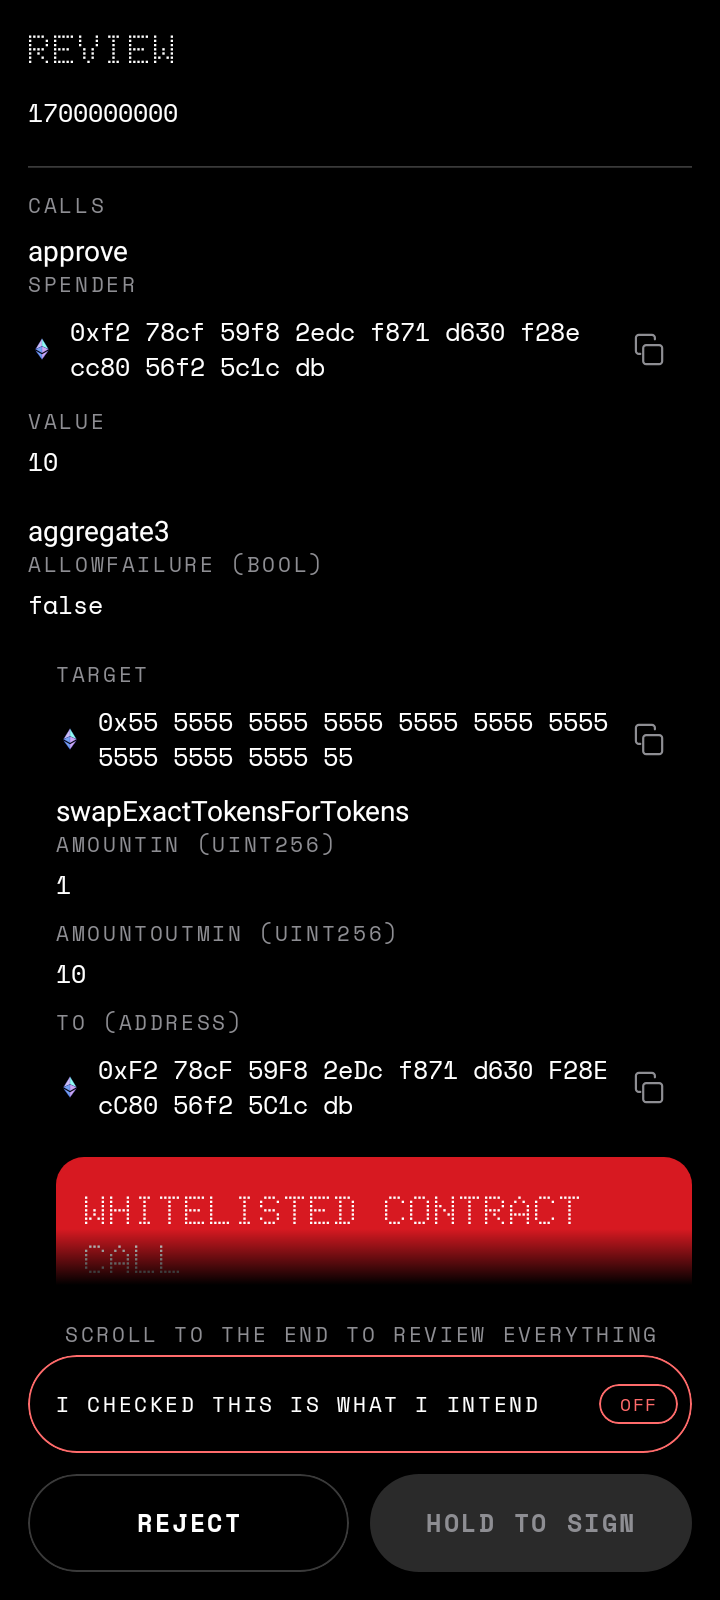 REVIEW
1700000000
CALLS
approve
SPENDER
0xf2 78cf 59f8 2edc f871 d630 f28e
cc80 56f2 5c1c db
VALUE
10
aggregate3
ALLOWFAILURE (BOOL)
false
TARGET
0x55 5555 5555 5555 5555 5555 5555
5555 5555 5555 55
swapExactTokensForTokens
AMOUNTIN (UINT256)
1
AMOUNTOUTMIN (UINT256)
10
TO (ADDRESS)
0xF2 78cF 59F8 2eDc f871 d630 F28E
cC80 56f2 5C1c db
WHITELISTED CONTRACT
CALL
SCROLL TO THE END TO REVIEW EVERYTHING
I CHECKED THIS IS WHAT I INTEND OFF
REJECT HOLD TO SIGN